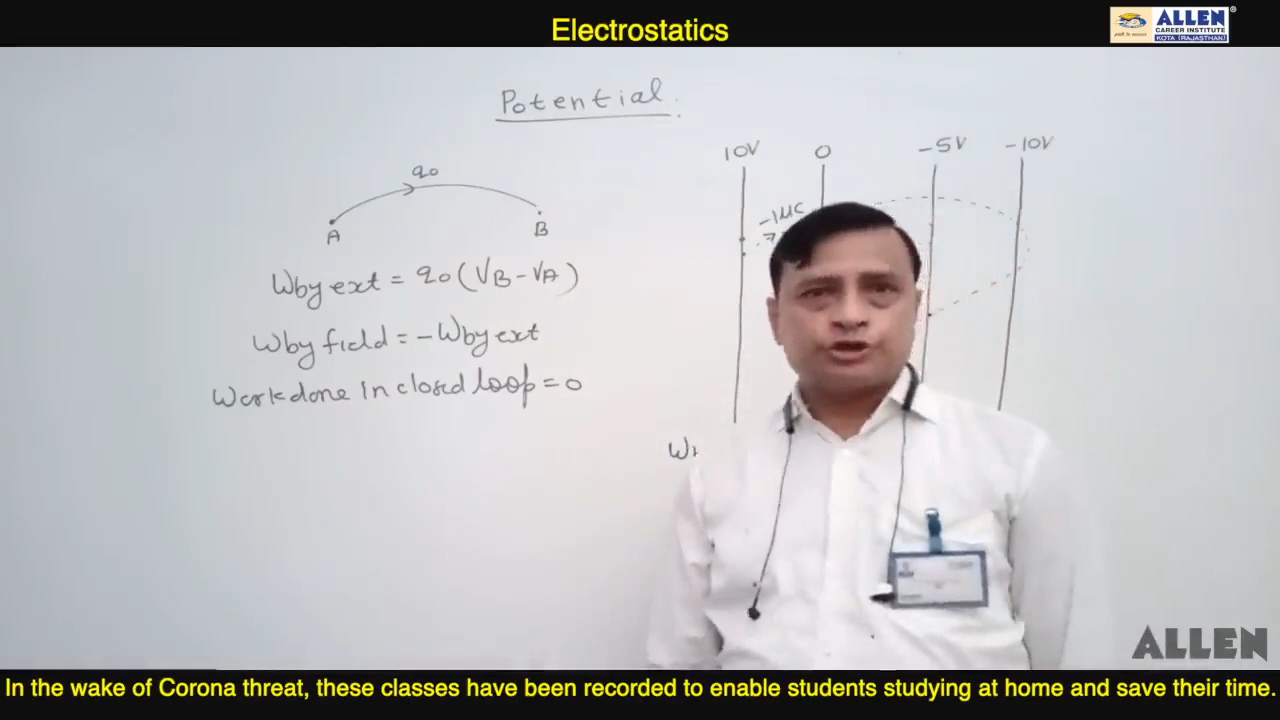 Electrostatics
ALLEN
CAREER INSTITUTE
KOTA (RAJASTHAN)
Potential
10V 0 -5V -10V
q0
-1μC
A B
Wby ext = q0 (VB - VA)
Wby field = - Wby ext
Workdone in closed loop = 0
ALLEN
In the wake of Corona threat, these classes have been recorded to enable students studying at home and save their time.